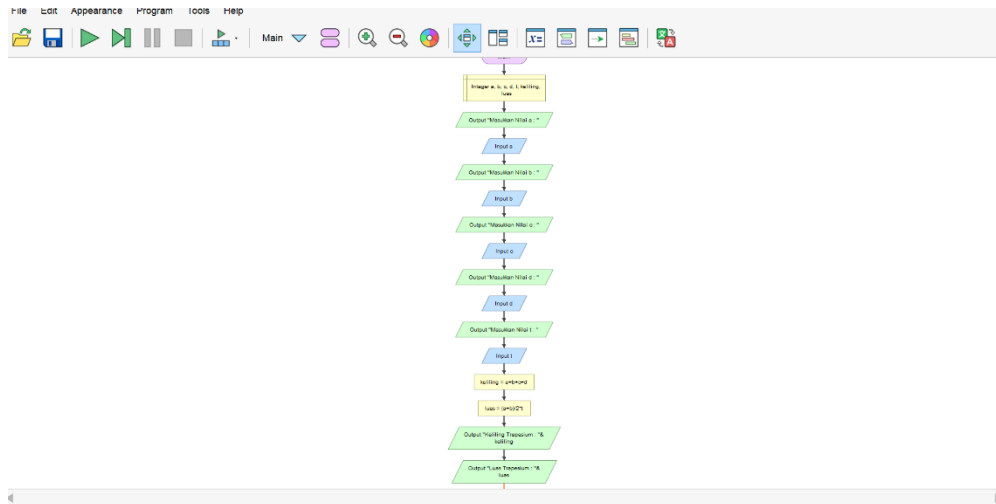 File Edit Appearance Program Tools Help
Main
Integer a, b, c, d, t, keliling,
luas
Output "Masukkan Nilai a : "
Input a
Output "Masukkan Nilai b : "
Input b
Output "Masukkan Nilai c : "
Input c
Output "Masukkan Nilai d : "
Input d
Output "Masukkan Nilai t : "
Input t
keliling = a+b+c+d
luas = (a+b)/2*t
Output "Keliling Trapesium : "&
keliling
Output "Luas Trapesium : "&
luas